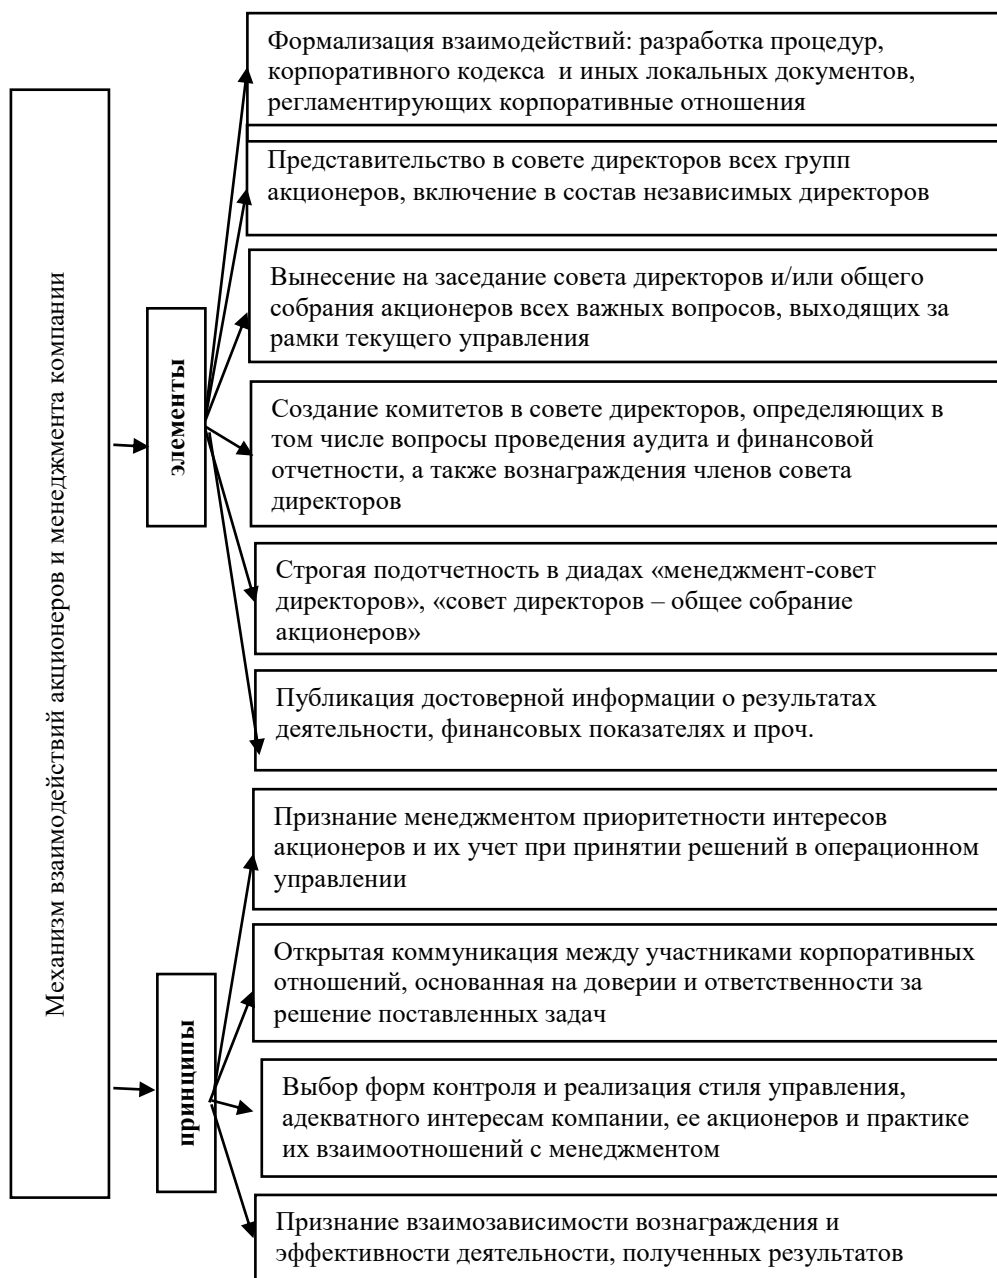 Механизм взаимодействий акционеров и менеджмента компании
элементы
Формализация взаимодействий: разработка процедур,
корпоративного кодекса и иных локальных документов,
регламентирующих корпоративные отношения
Представительство в совете директоров всех групп
акционеров, включение в состав независимых директоров
Вынесение на заседание совета директоров и/или общего
собрания акционеров всех важных вопросов, выходящих за
рамки текущего управления
Создание комитетов в совете директоров, определяющих в
том числе вопросы проведения аудита и финансовой
отчетности, а также вознаграждения членов совета
директоров
Строгая подотчетность в диадах «менеджмент-совет
директоров», «совет директоров – общее собрание
акционеров»
Публикация достоверной информации о результатах
деятельности, финансовых показателях и проч.
принципы
Признание менеджментом приоритетности интересов
акционеров и их учет при принятии решений в операционном
управлении
Открытая коммуникация между участниками корпоративных
отношений, основанная на доверии и ответственности за
решение поставленных задач
Выбор форм контроля и реализация стиля управления,
адекватного интересам компании, ее акционеров и практике
их взаимоотношений с менеджментом
Признание взаимозависимости вознаграждения и
эффективности деятельности, полученных результатов